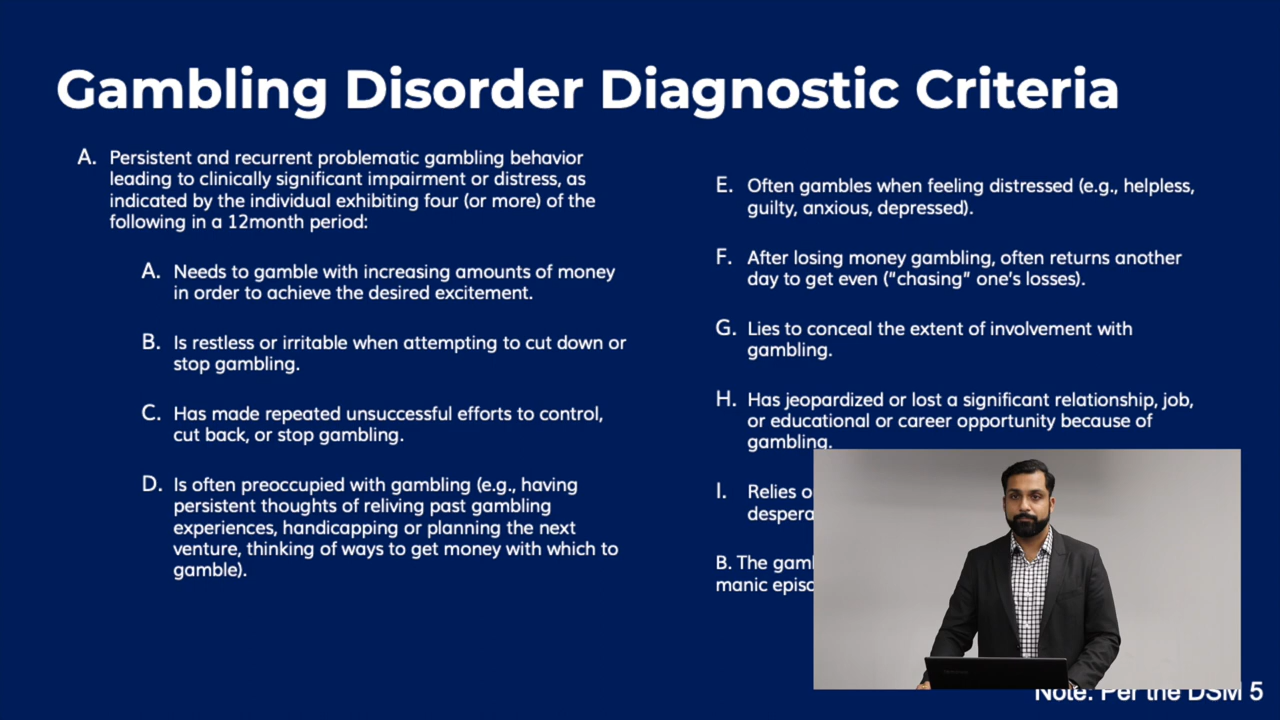 Gambling Disorder Diagnostic Criteria
A. Persistent and recurrent problematic gambling behavior
leading to clinically significant impairment or distress, as
indicated by the individual exhibiting four (or more) of the
following in a 12month period:
A. Needs to gamble with increasing amounts of money
in order to achieve the desired excitement.
B. Is restless or irritable when attempting to cut down or
stop gambling.
C. Has made repeated unsuccessful efforts to control,
cut back, or stop gambling.
D. Is often preoccupied with gambling (e.g., having
persistent thoughts of reliving past gambling
experiences, handicapping or planning the next
venture, thinking of ways to get money with which to
gamble).
E. Often gambles when feeling distressed (e.g., helpless,
guilty, anxious, depressed).
F. After losing money gambling, often returns another
day to get even (“chasing” one’s losses).
G. Lies to conceal the extent of involvement with
gambling.
H. Has jeopardized or lost a significant relationship, job,
or educational or career opportunity because of
gambling.
I. Relies
B. The
manic
Note: Per the DSM 5